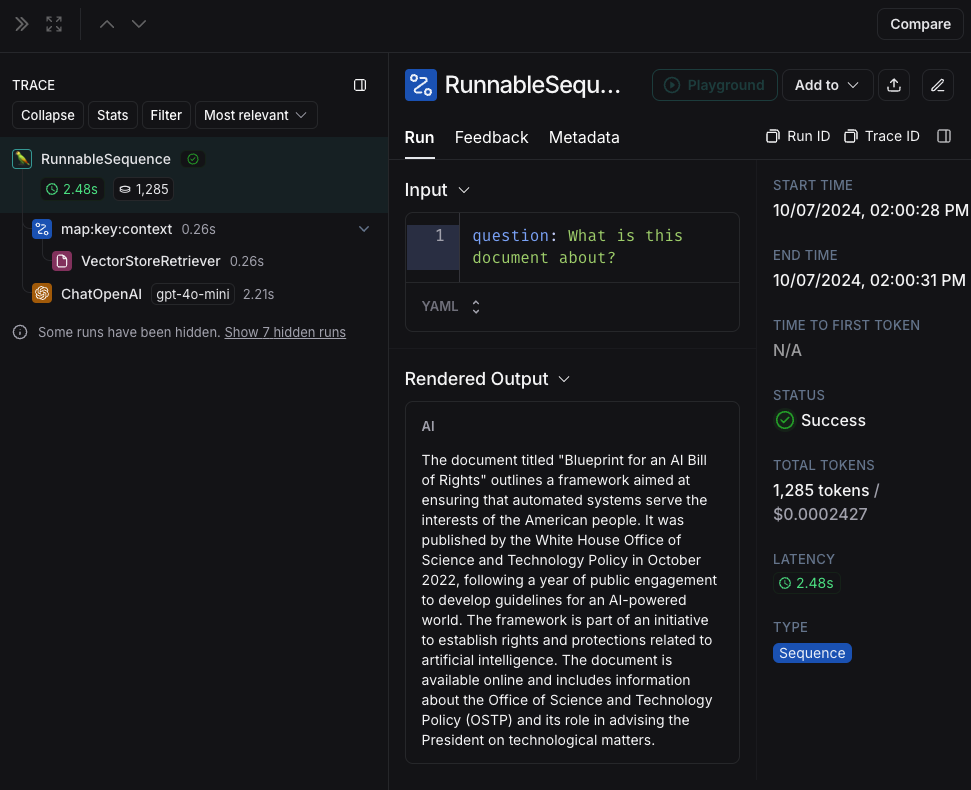 Compare
TRACE
Collapse
Stats
Filter
Most relevant
RunnableSequence
2.48s
1,285
map:key:context 0.26s
VectorStoreRetriever 0.26s
ChatOpenAI gpt-4o-mini 2.21s
Some runs have been hidden. Show 7 hidden runs
RunnableSequ...
Playground
Add to
Run
Feedback
Metadata
Run ID
Trace ID
Input
1
question: What is this
document about?
YAML
Rendered Output
AI
The document titled "Blueprint for an AI Bill
of Rights" outlines a framework aimed at
ensuring that automated systems serve the
interests of the American people. It was
published by the White House Office of
Science and Technology Policy in October
2022, following a year of public engagement
to develop guidelines for an AI-powered
world. The framework is part of an initiative
to establish rights and protections related to
artificial intelligence. The document is
available online and includes information
about the Office of Science and Technology
Policy (OSTP) and its role in advising the
President on technological matters.
START TIME
10/07/2024, 02:00:28 PM
END TIME
10/07/2024, 02:00:31 PM
TIME TO FIRST TOKEN
N/A
STATUS
Success
TOTAL TOKENS
1,285 tokens /
$0.0002427
LATENCY
2.48s
TYPE
Sequence